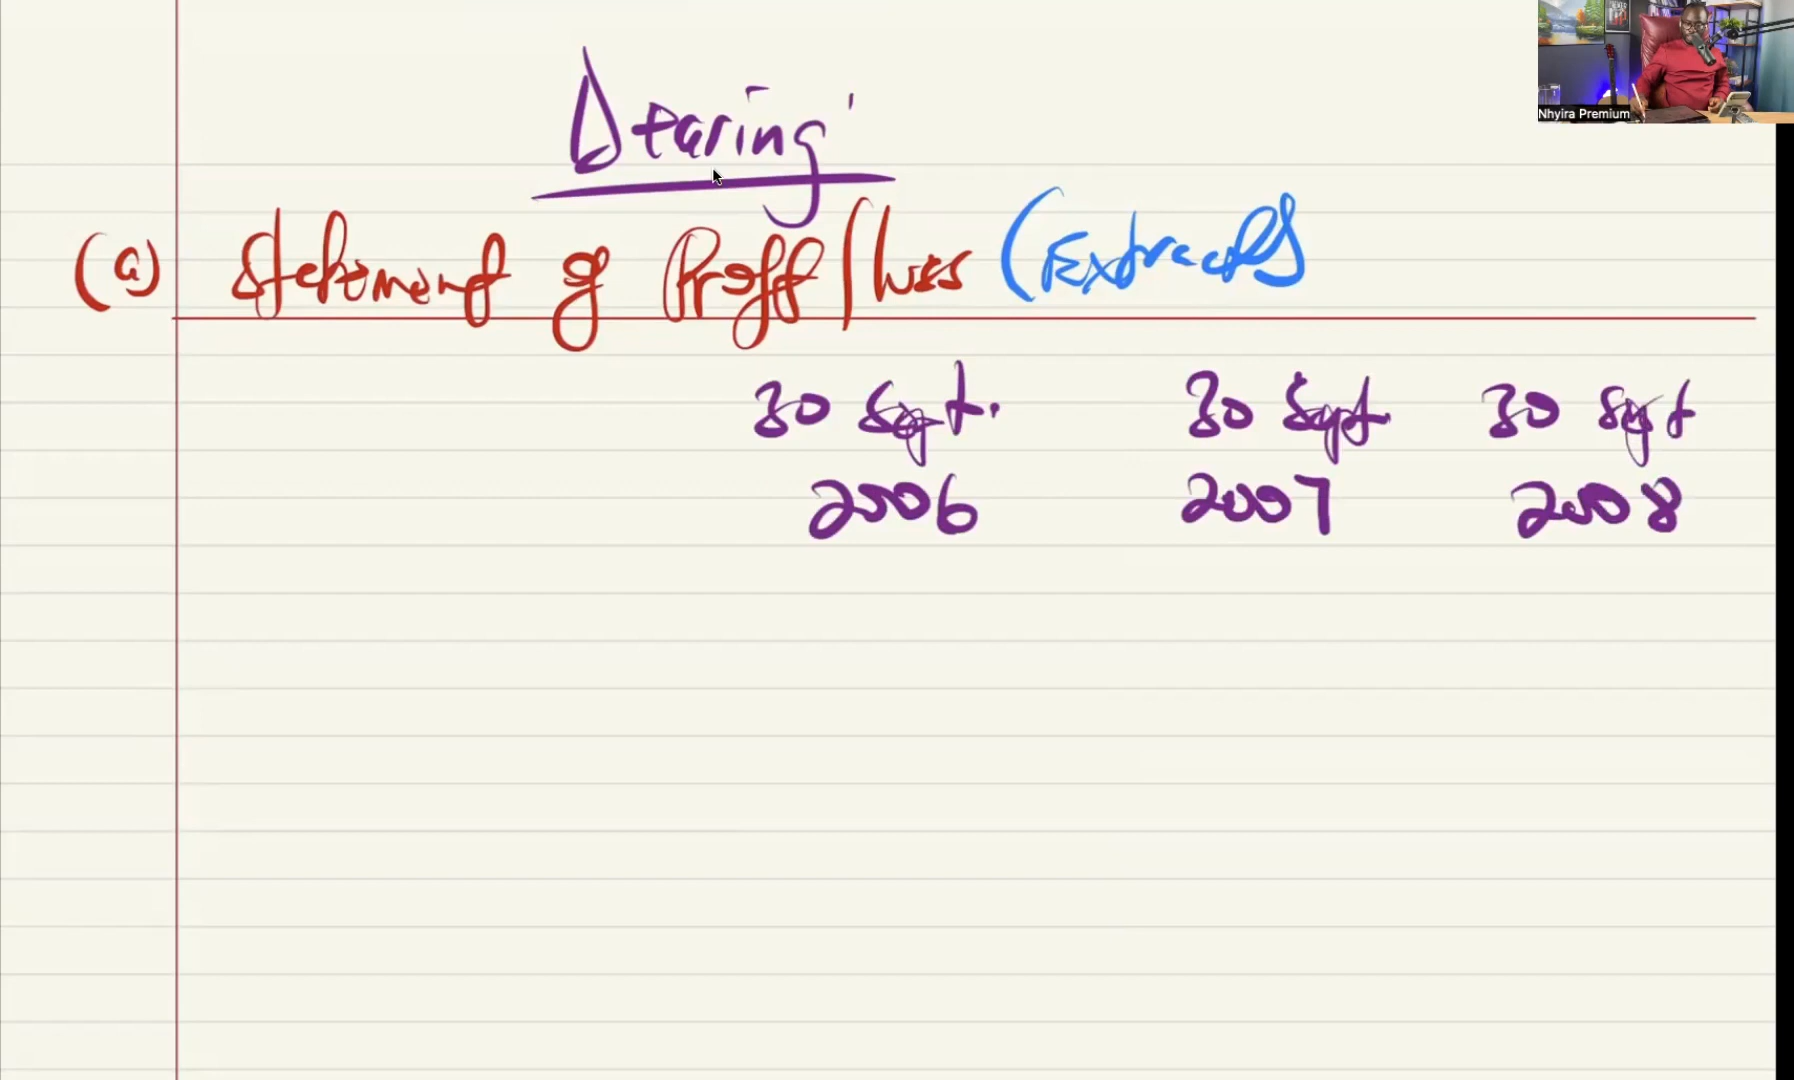 Nhyira Premium
Dearing
(a) Statement of Profit / loss (Extracts
30 Sept. 30 Sept 30 Sept
2006 2007 2008